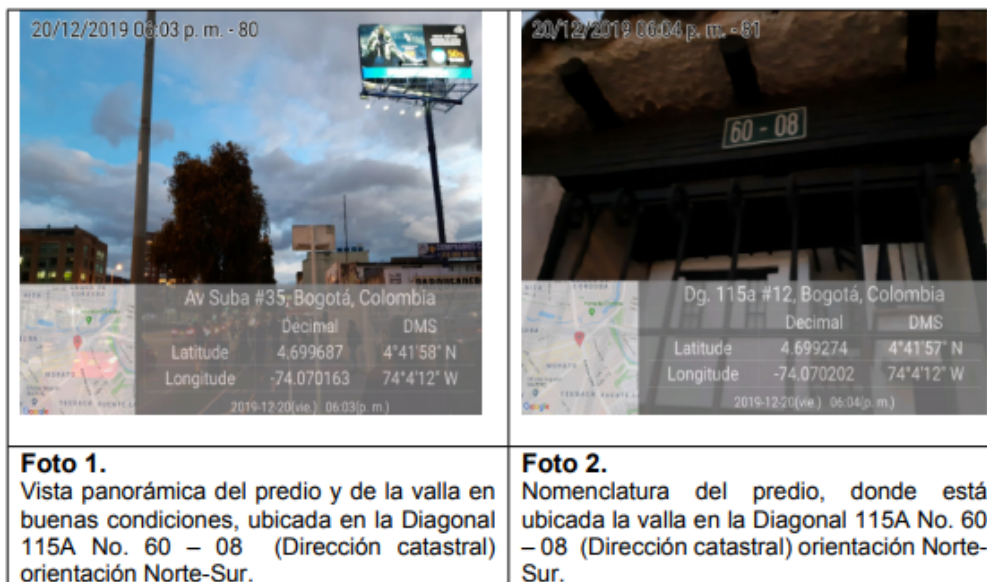 20/12/2019 06:03 p. m. - 80
Av Suba #35, Bogotá, Colombia
Decimal DMS
Latitude 4.699687 4°41'58" N
Longitude -74.070163 74°4'12" W
2019-12-20(vie.) 06:03(p. m.)
Google
Foto 1.
Vista panorámica del predio y de la valla en
buenas condiciones, ubicada en la Diagonal
115A No. 60 – 08 (Dirección catastral)
orientación Norte-Sur.
20/12/2019 06:04 p. m. - 81
60 - 08
Dg. 115a #12, Bogotá, Colombia
Decimal DMS
Latitude 4.699274 4°41'57" N
Longitude -74.070202 74°4'12" W
2019-12-20(vie.) 06:04(p. m.)
Google
Foto 2.
Nomenclatura del predio, donde está
ubicada la valla en la Diagonal 115A No. 60
– 08 (Dirección catastral) orientación Norte-
Sur.